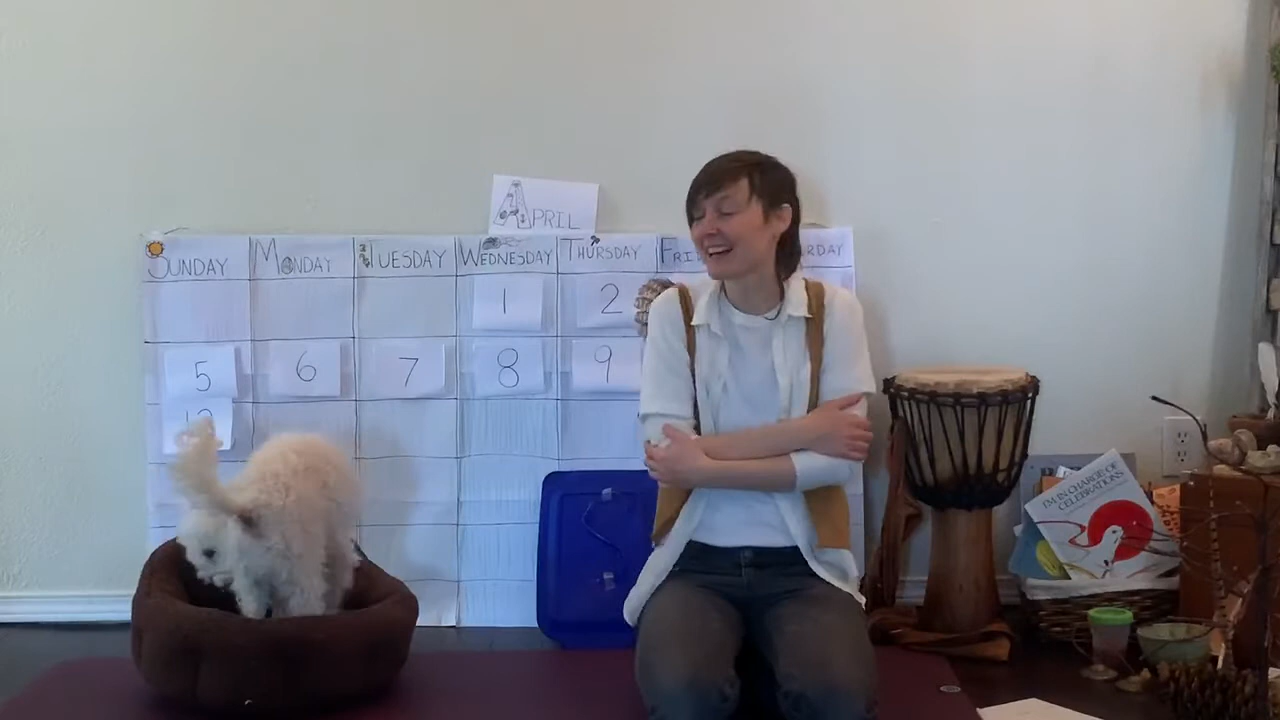 APRIL
SUNDAY MONDAY TUESDAY WEDNESDAY THURSDAY
1 2
5 6 7 8 9
I'M IN CHARGE OF
CELEBRATIONS